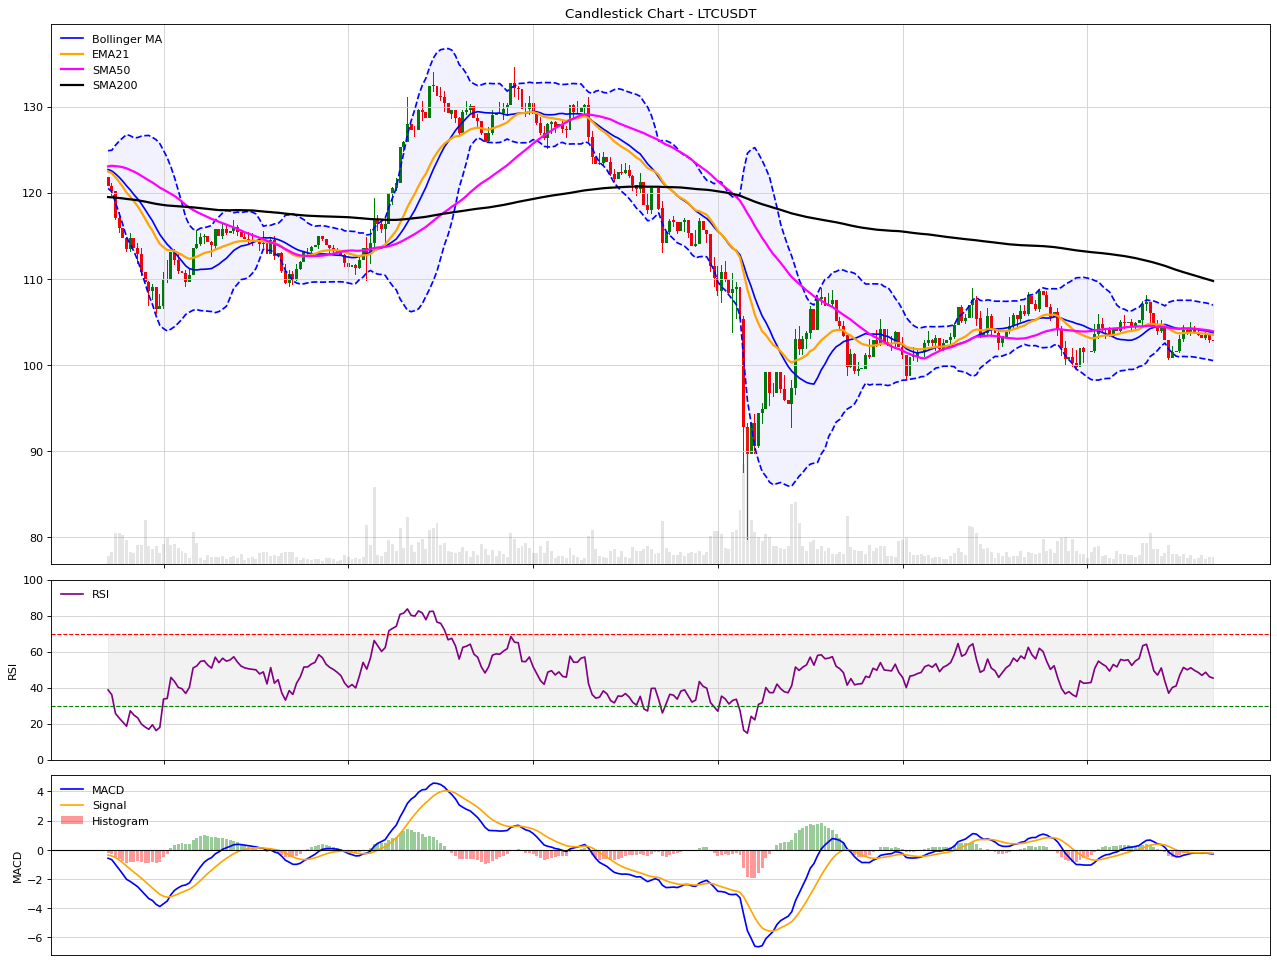 Candlestick Chart - LTCUSDT
Bollinger MA
EMA21
SMA50
SMA200
130
120
110
100
90
80
100
80
60
40
20
0
RSI
RSI
4
2
0
−2
−4
−6
MACD
MACD
Signal
Histogram